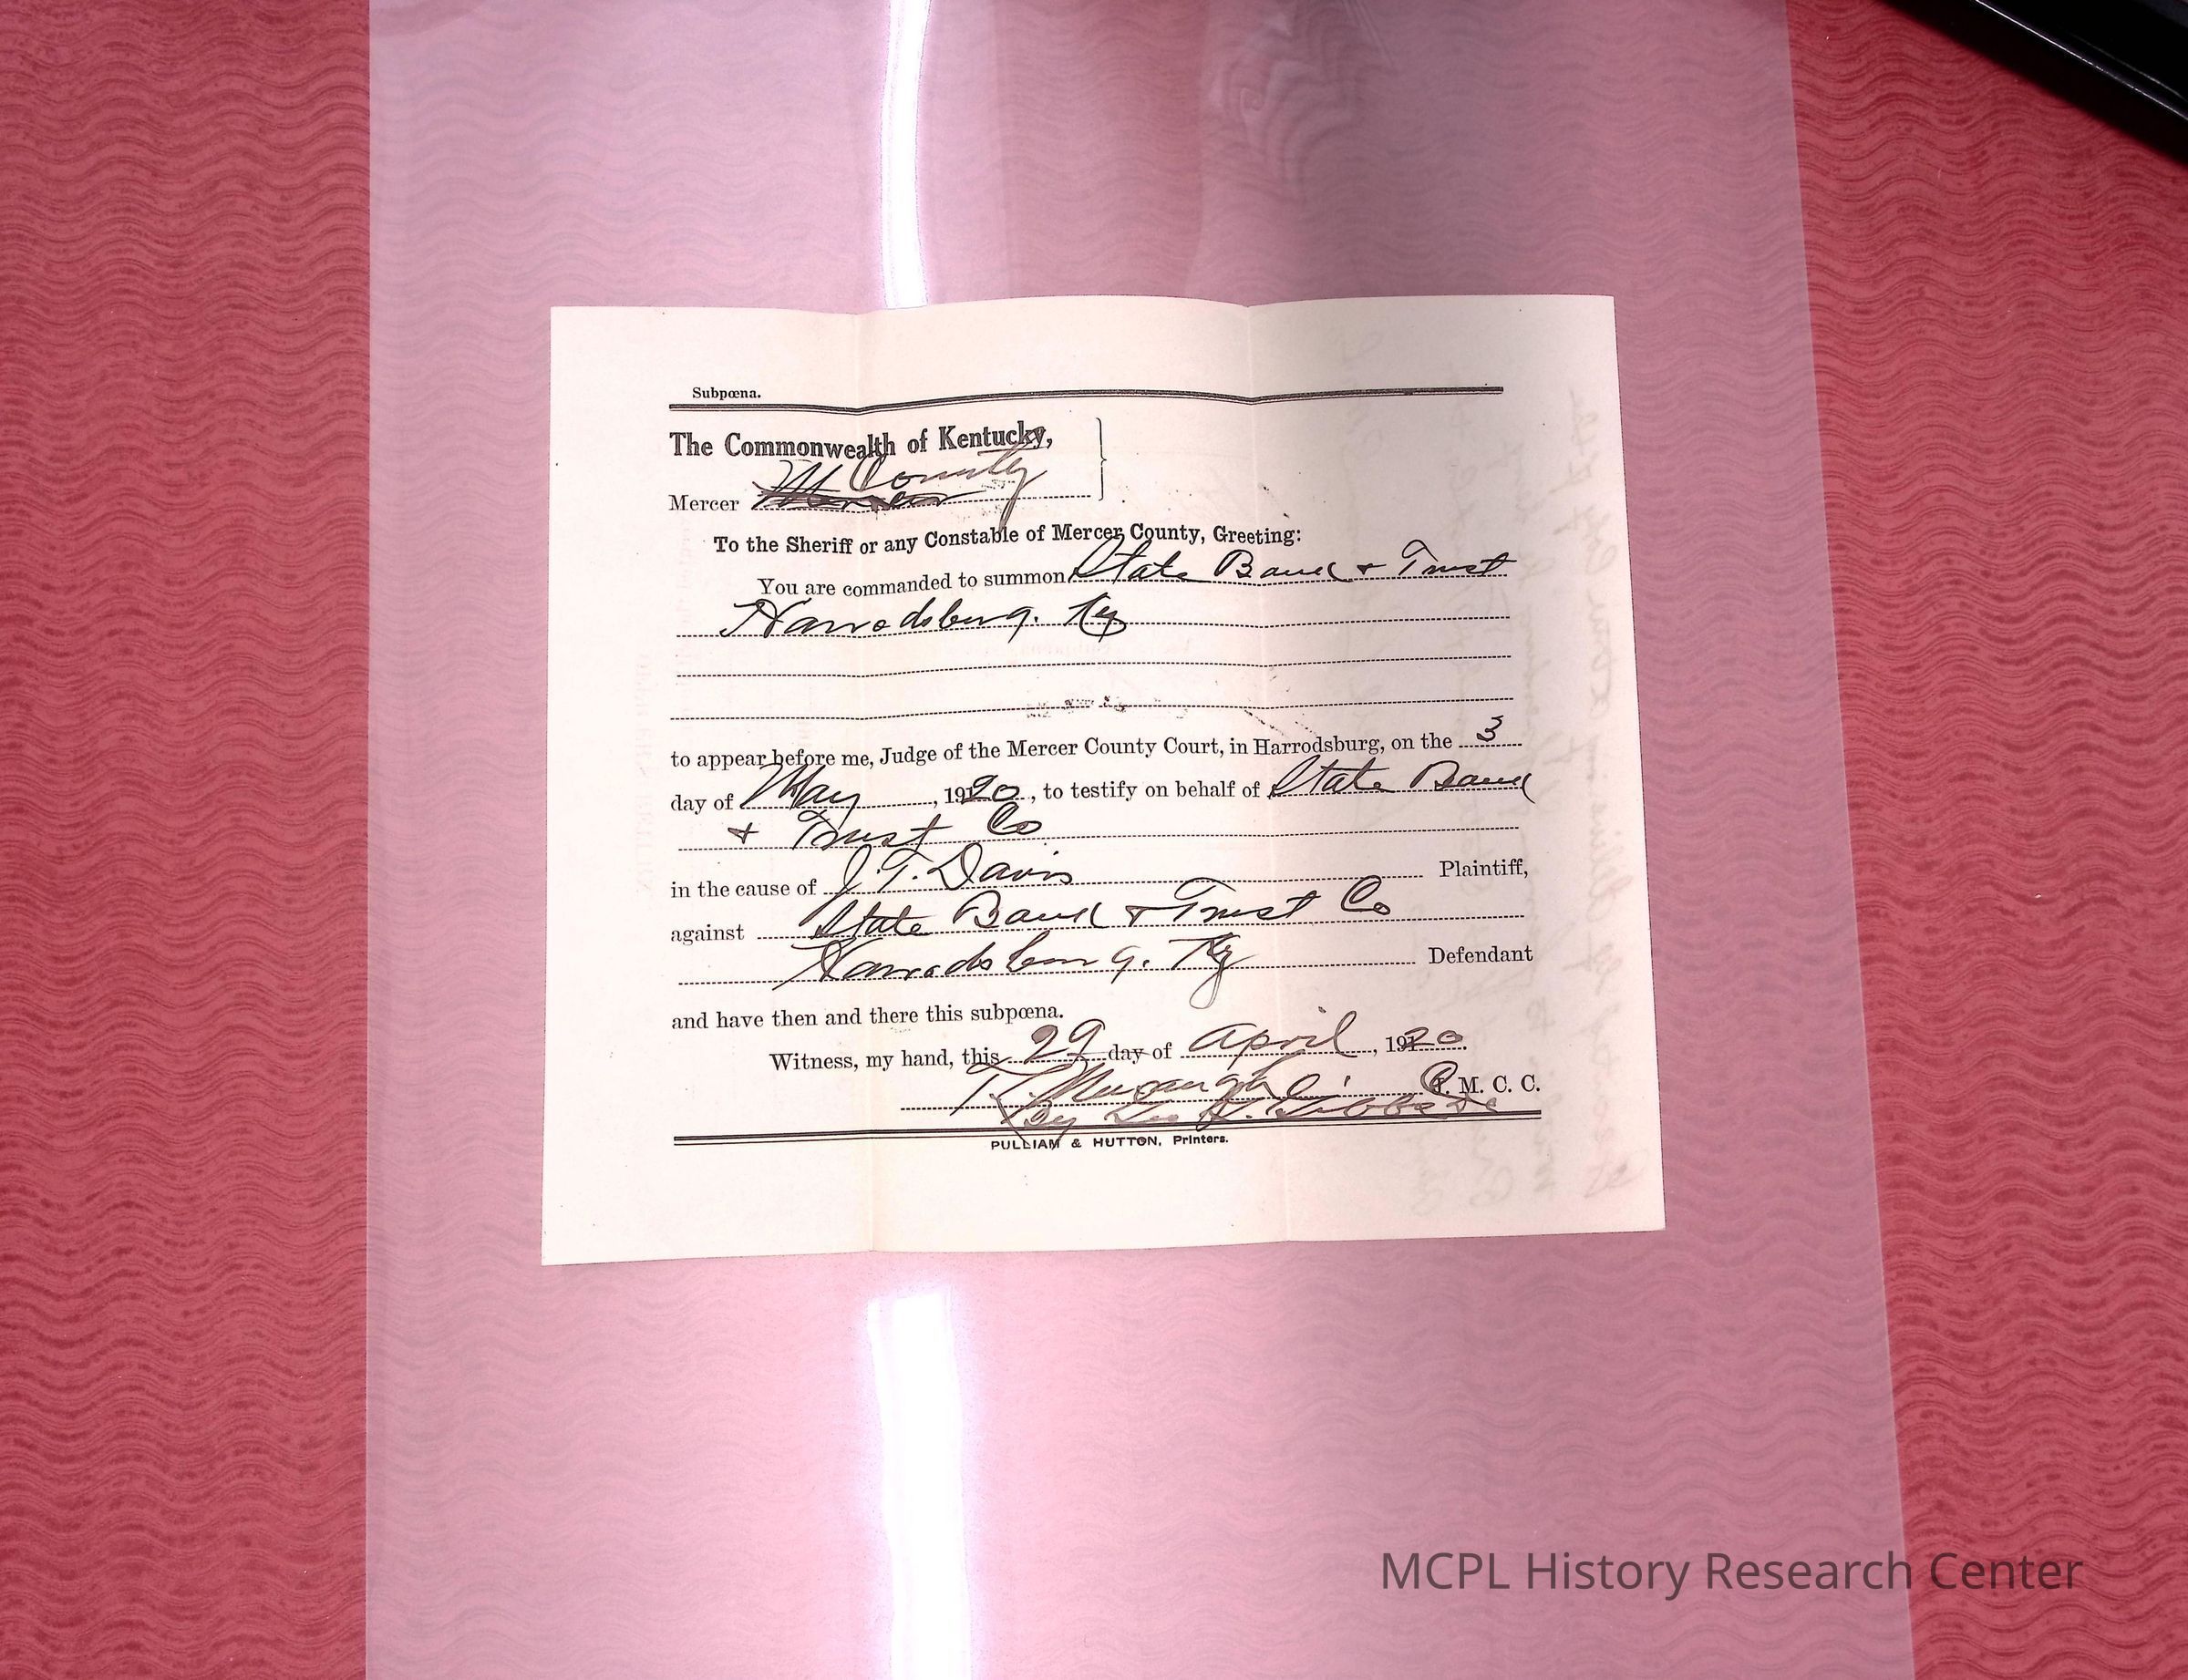 Subpœna.
The Commonwealth of Kentucky,
County
Mercer
To the Sheriff or any Constable of Mercer County, Greeting:
You are commanded to summon State Bank & Trust
Harrodsburg. Ky
to appear before me, Judge of the Mercer County Court, in Harrodsburg, on the 3
day of May, 1920, to testify on behalf of State Bank
& Trust Co
in the cause of J. T. Davis Plaintiff,
against State Bank & Trust Co
Harrodsburg. Ky Defendant
and have then and there this subpœna.
Witness, my hand, this 29 day of April, 1920.
M. C. C.
By
PULLIAM & HUTTON, Printers.
MCPL History Research Center